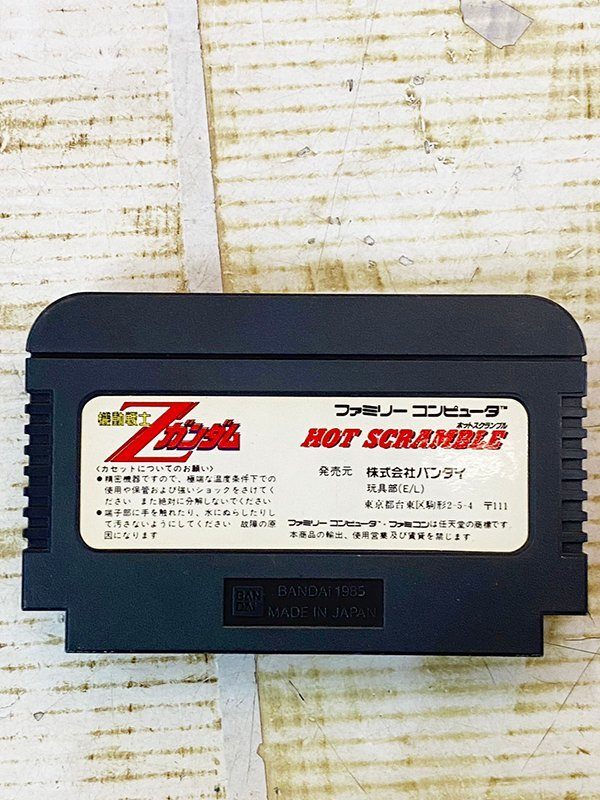 機動戦士
Zガンダム
〈カセットについてのお願い〉
●精密機器ですので、極端な温度条件下での
使用や保管および強いショックをさけてく
ださい また絶対に分解しないでください
●端子部に手を触れたり、水にぬらしたりし
て汚さないようにしてください 故障の原
因になります
ファミリー コンピュータ™
ホットスクランブル
HOT SCRAMBLE
発売元 株式会社バンダイ
玩具部(E/L)
東京都台東区駒形2-5-4 〒111
ファミリー コンピュータ™・ファミコンは任天堂の商標です
本商品の輸出、使用営業及び賃貸を禁じます
BAN
DAI
BANDAI 1985
MADE IN JAPAN